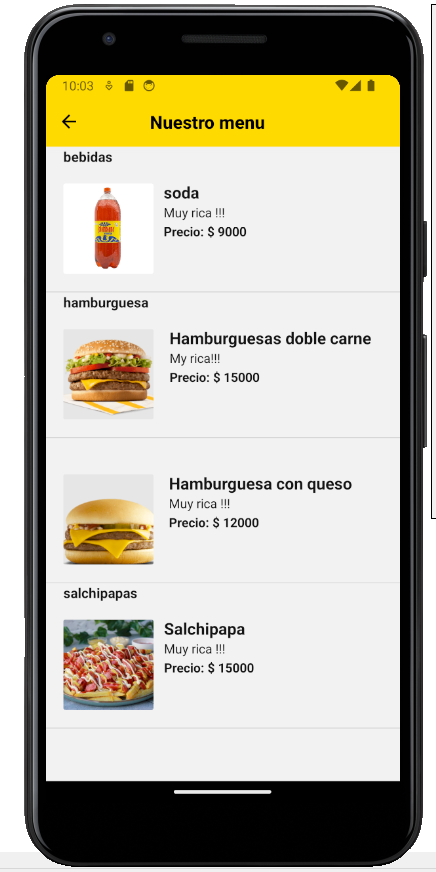 10:03
Nuestro menu
bebidas
soda
Muy rica !!!
Precio: $ 9000
hamburguesa
Hamburguesas doble carne
My rica!!!
Precio: $ 15000
Hamburguesa con queso
Muy rica !!!
Precio: $ 12000
salchipapas
Salchipapa
Muy rica !!!
Precio: $ 15000